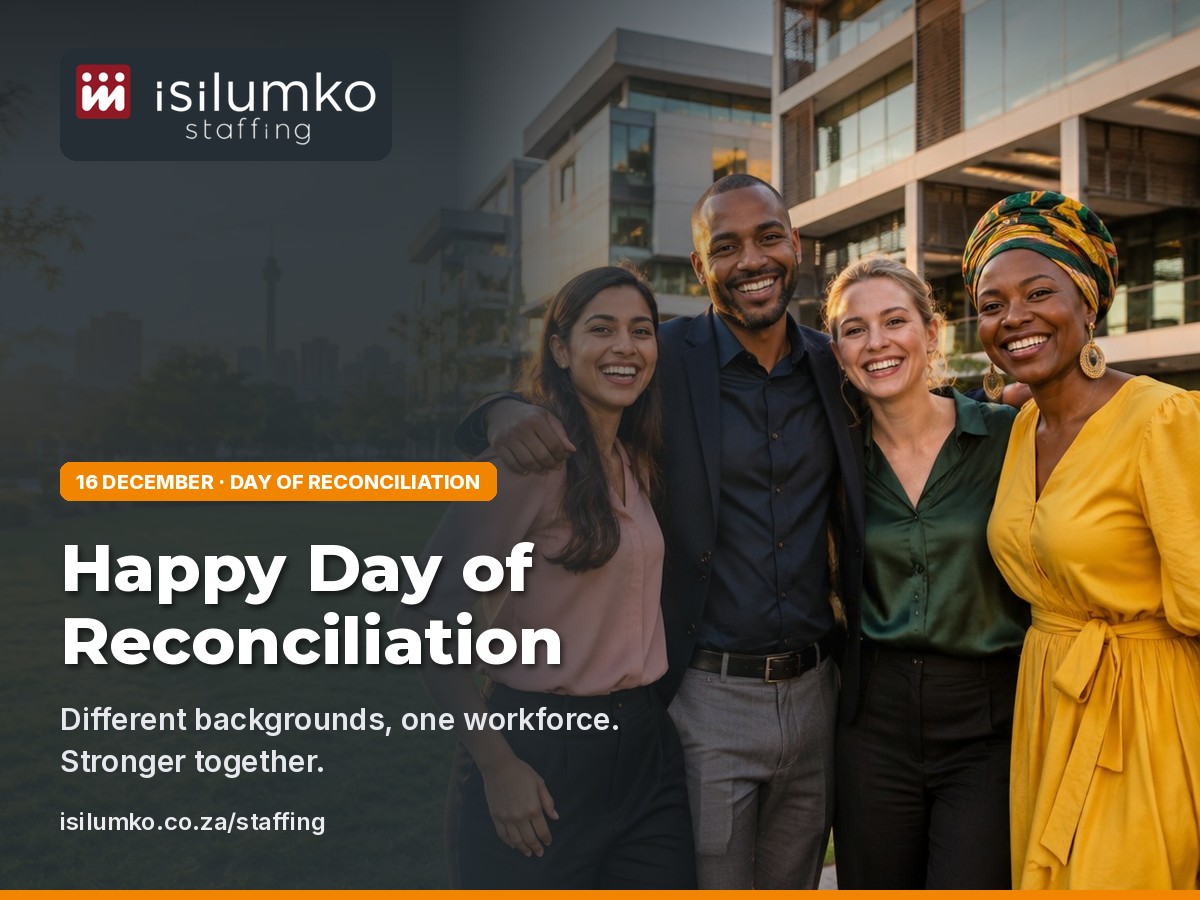 isilumko
staffing
16 DECEMBER · DAY OF RECONCILIATION
Happy Day of
Reconciliation
Different backgrounds, one workforce.
Stronger together.
isilumko.co.za/staffing